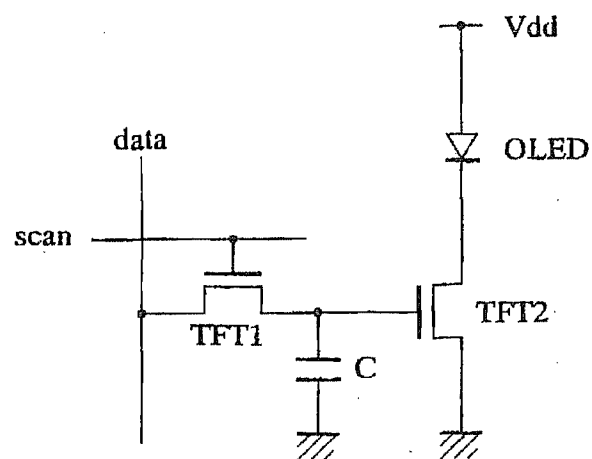 Vdd
OLED
data
scan
TFT1
TFT2
C